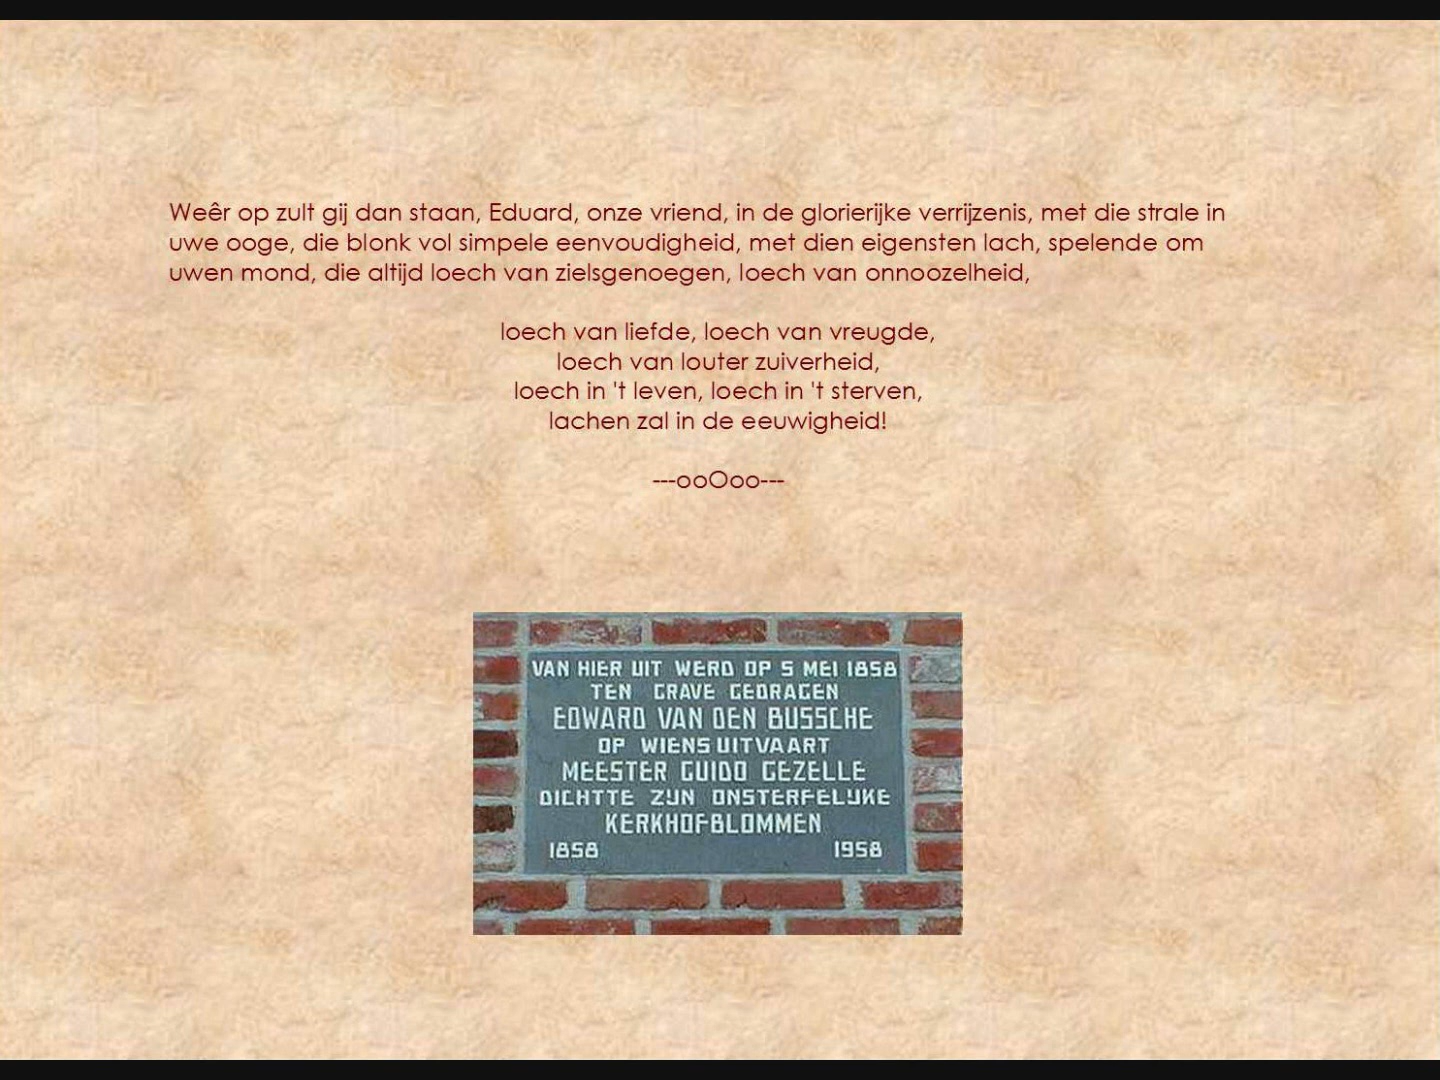 Weêr op zult gij dan staan, Eduard, onze vriend, in de glorierijke verrijzenis, met die strale in
uwe ooge, die blonk vol simpele eenvoudigheid, met dien eigensten lach, spelende om
uwen mond, die altijd loech van zielsgenoegen, loech van onnoozelheid,
loech van liefde, loech van vreugde,
loech van louter zuiverheid,
loech in 't leven, loech in 't sterven,
lachen zal in de eeuwigheid!
---ooOoo---
VAN HIER UIT WERD OP 5 MEI 1858
TEN GRAVE GEDRAGEN
EDWARD VAN DEN BUSSCHE
OP WIENS UITVAART
MEESTER GUIDO GEZELLE
DICHTTE ZIJN ONSTERFELIJKE
KERKHOFBLOMMEN
1858 1958